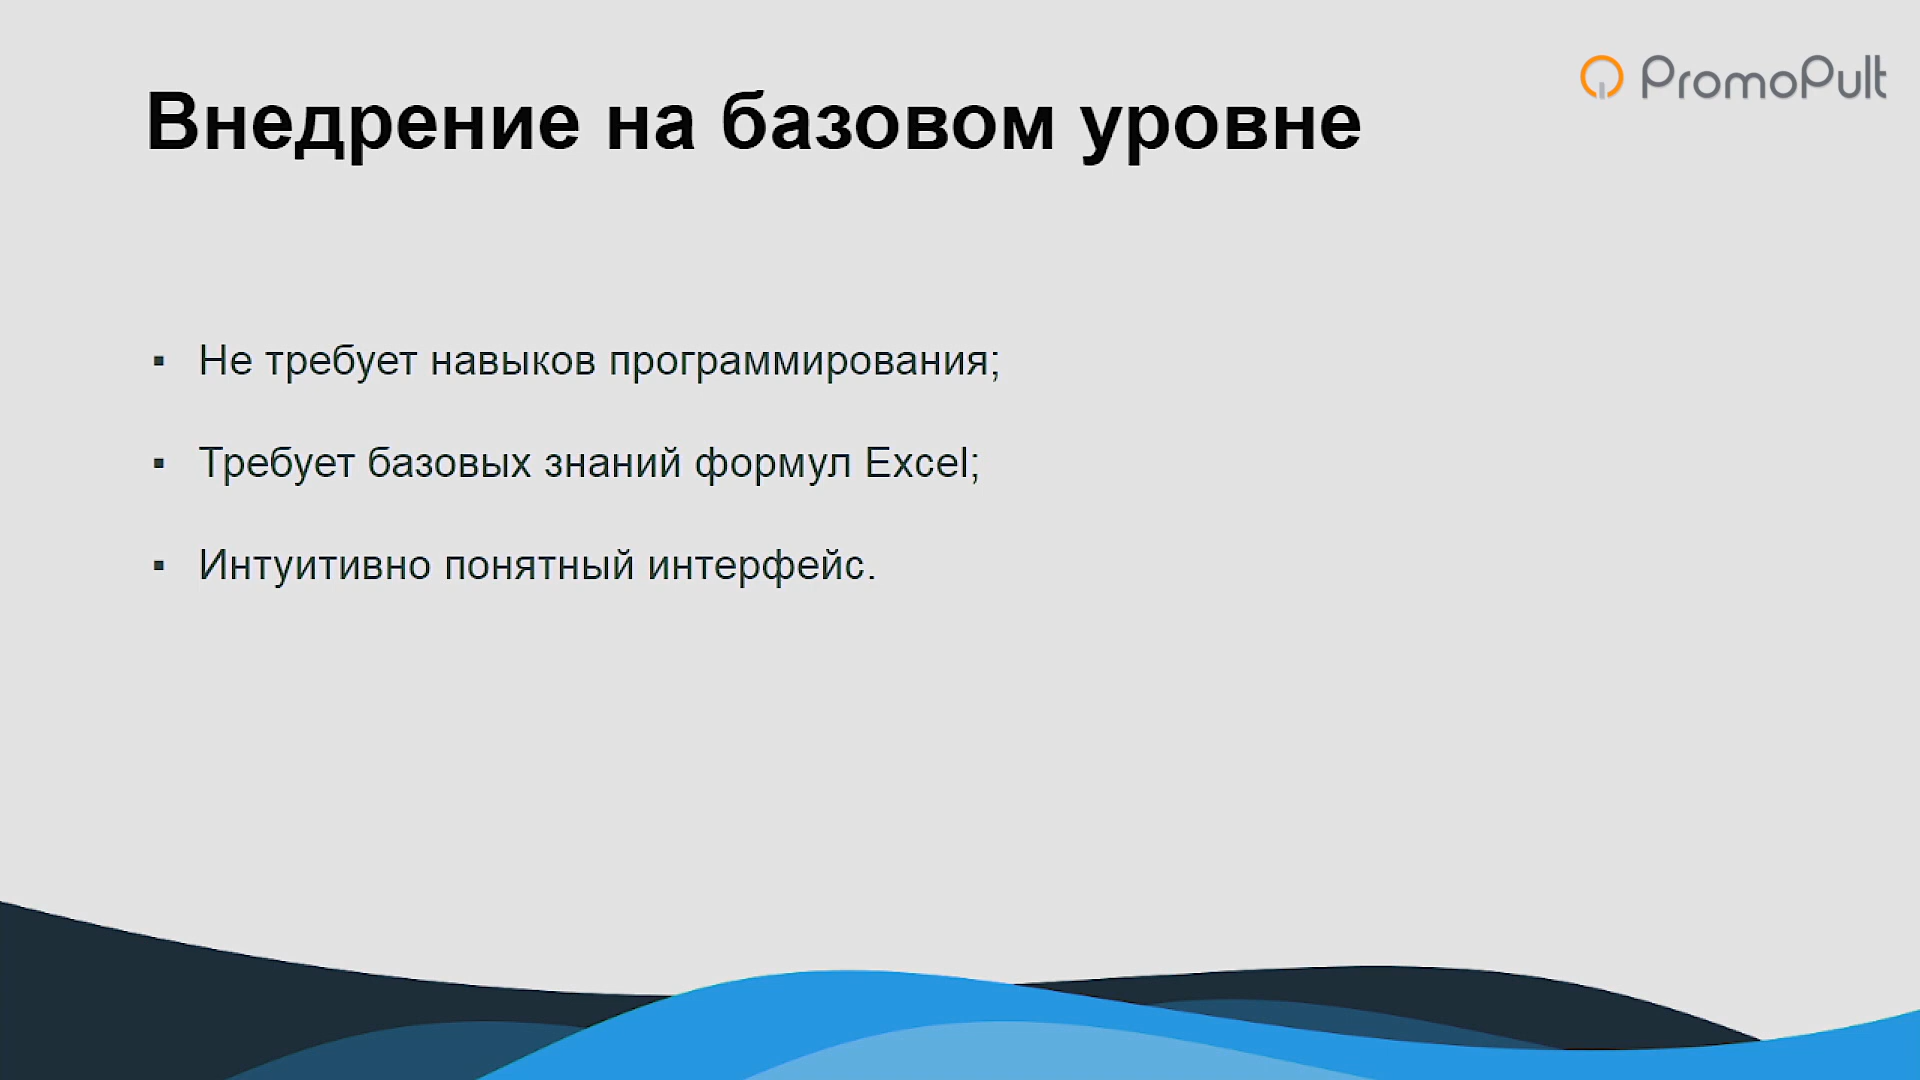 PromoPult
Внедрение на базовом уровне
▪ Не требует навыков программирования;
▪ Требует базовых знаний формул Excel;
▪ Интуитивно понятный интерфейс.